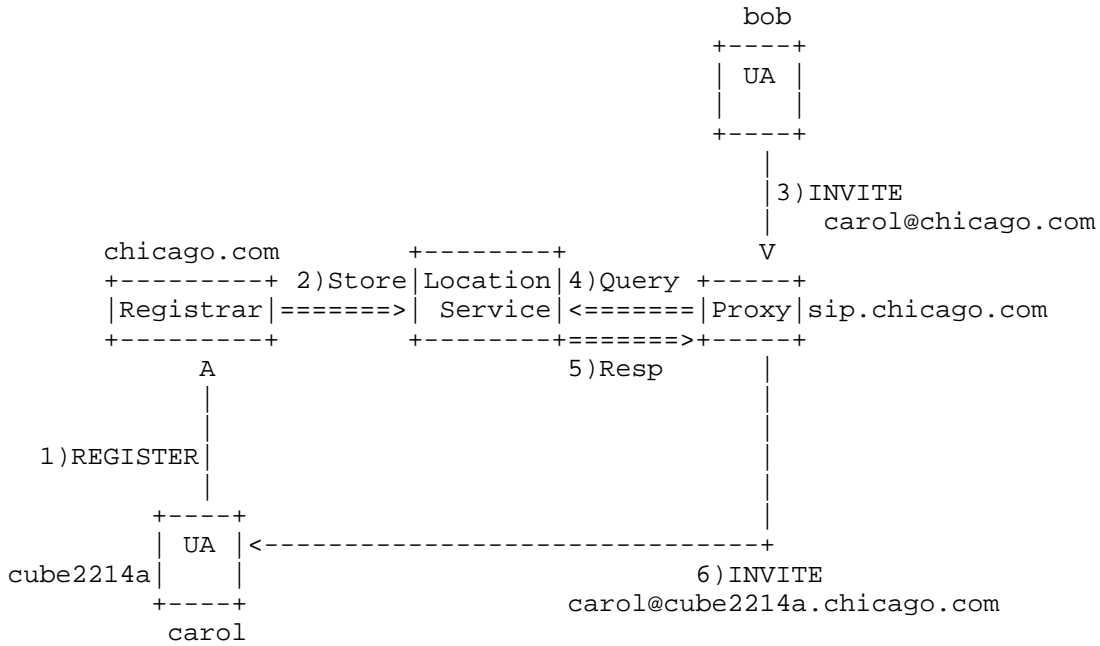 bob
UA
3)INVITE
carol@chicago.com
chicago.com
2)Store
Location
4)Query
Registrar
Service
Proxy
sip.chicago.com
5)Resp
1)REGISTER
UA
cube2214a
6)INVITE
carol@cube2214a.chicago.com
carol